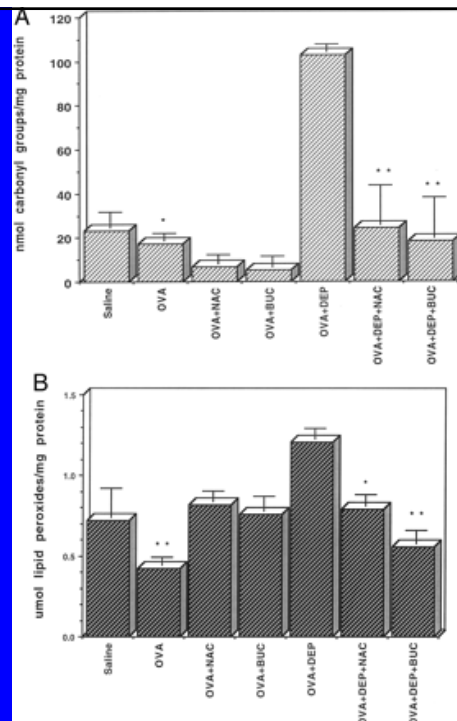 A
nmol carbonyl groups/mg protein
120
100
80
60
40
20
0
*
* *
* *
Saline
OVA
OVA+NAC
OVA+BUC
OVA+DEP
OVA+DEP+NAC
OVA+DEP+BUC
B
umol lipid peroxides/mg protein
1.5
1.0
0.5
0.0
* *
*
* *
Saline
OVA
OVA+NAC
OVA+BUC
OVA+DEP
OVA+DEP+NAC
OVA+DEP+BUC